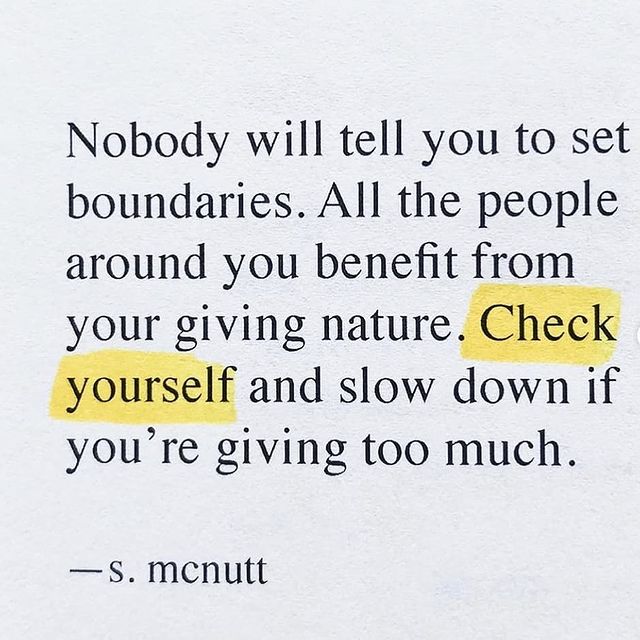 Nobody will tell you to set
boundaries. All the people
around you benefit from
your giving nature. Check
yourself and slow down if
you’re giving too much.
—s. mcnutt